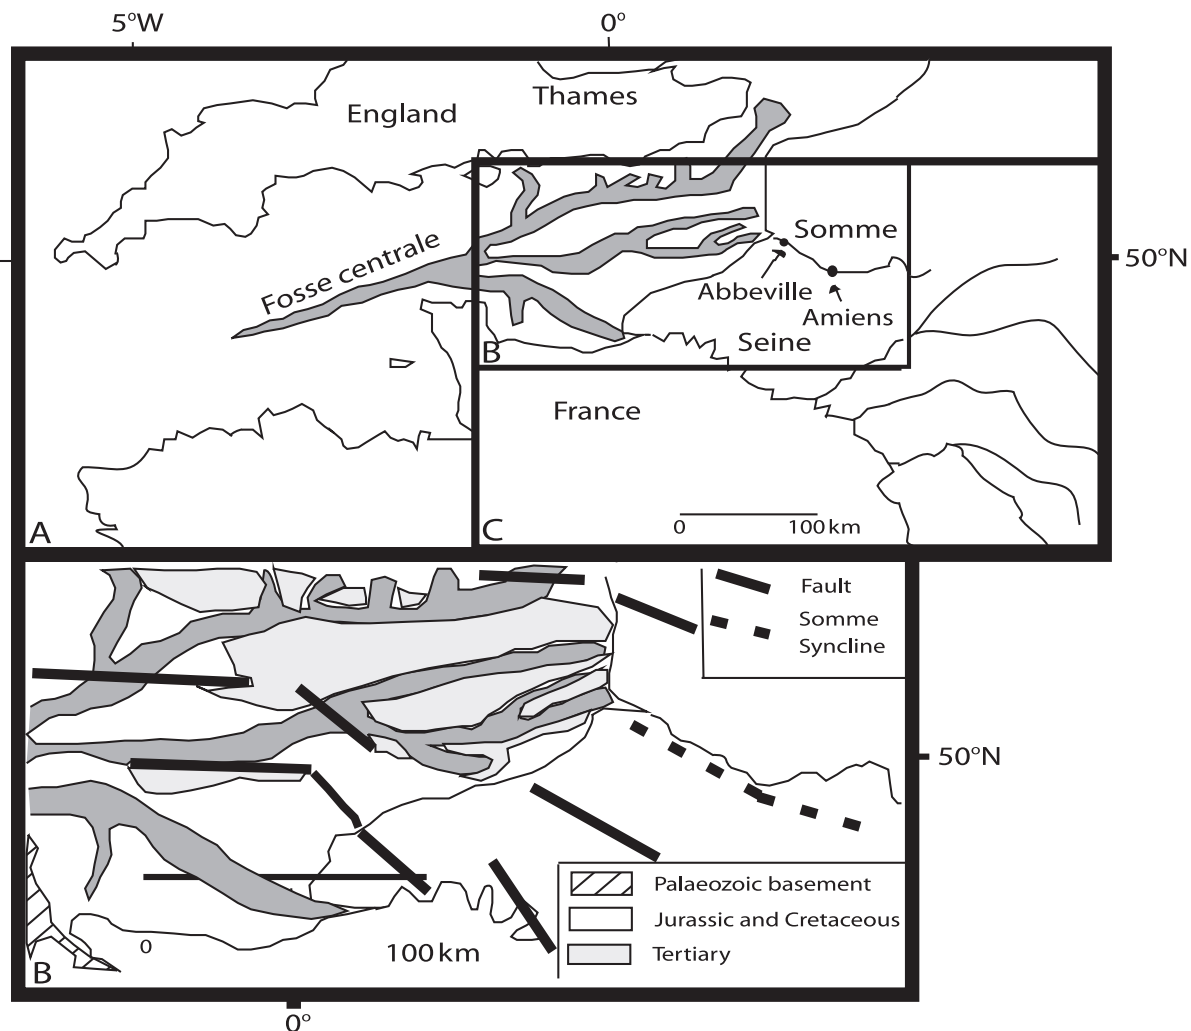 5°W
0°
England
Thames
Fosse centrale
Somme
50°N
Abbeville
Amiens
Seine
B
France
0
100 km
A
C
Fault
Somme
Syncline
50°N
Palaeozoic basement
Jurassic and Cretaceous
Tertiary
0
100 km
B
0°